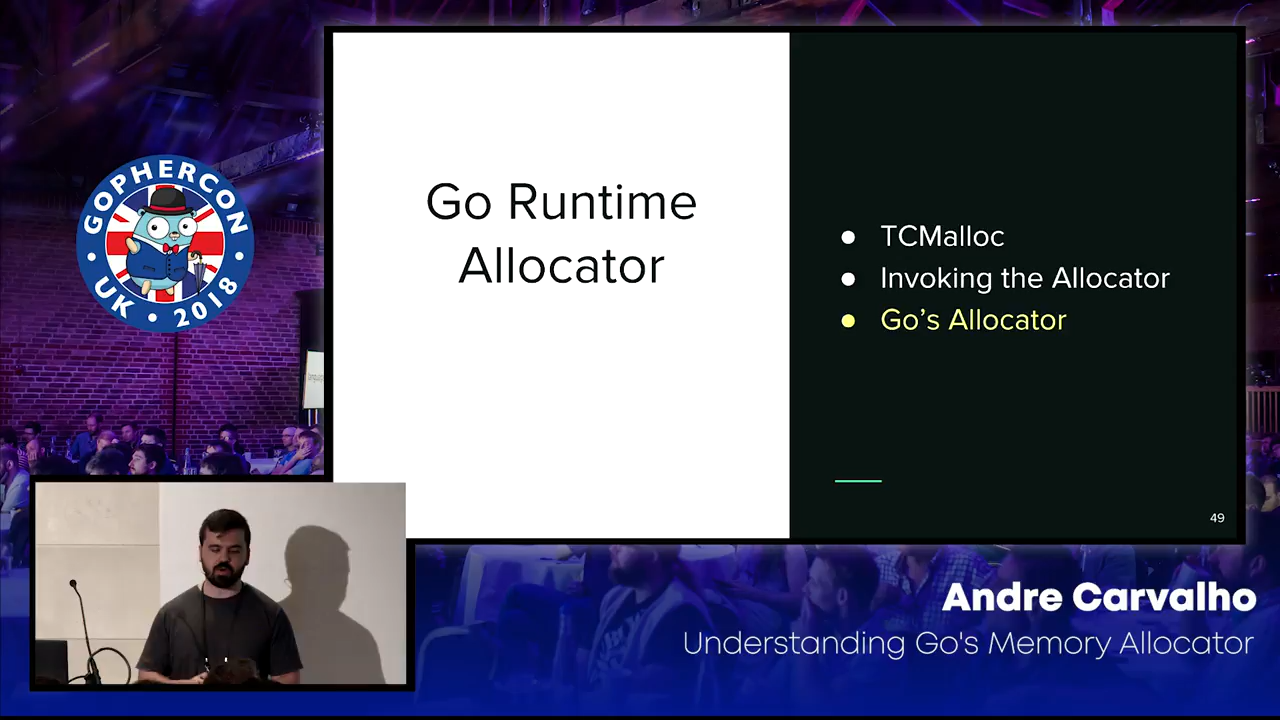 GOPHERCON
UK • 2018
Go Runtime
Allocator
● TCMalloc
● Invoking the Allocator
● Go’s Allocator
49
Andre Carvalho
Understanding Go's Memory Allocator